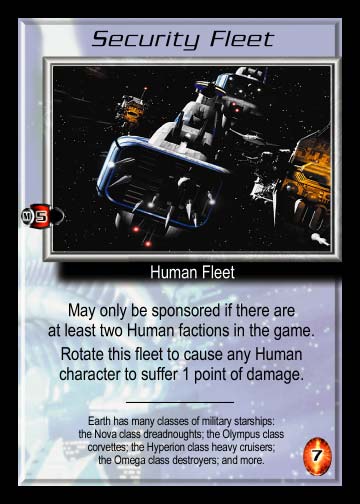 Security Fleet
M 5
Human Fleet
May only be sponsored if there are
at least two Human factions in the game.
Rotate this fleet to cause any Human
character to suffer 1 point of damage.
Earth has many classes of military starships:
the Nova class dreadnoughts; the Olympus class
corvettes; the Hyperion class heavy cruisers;
the Omega class destroyers; and more.
7